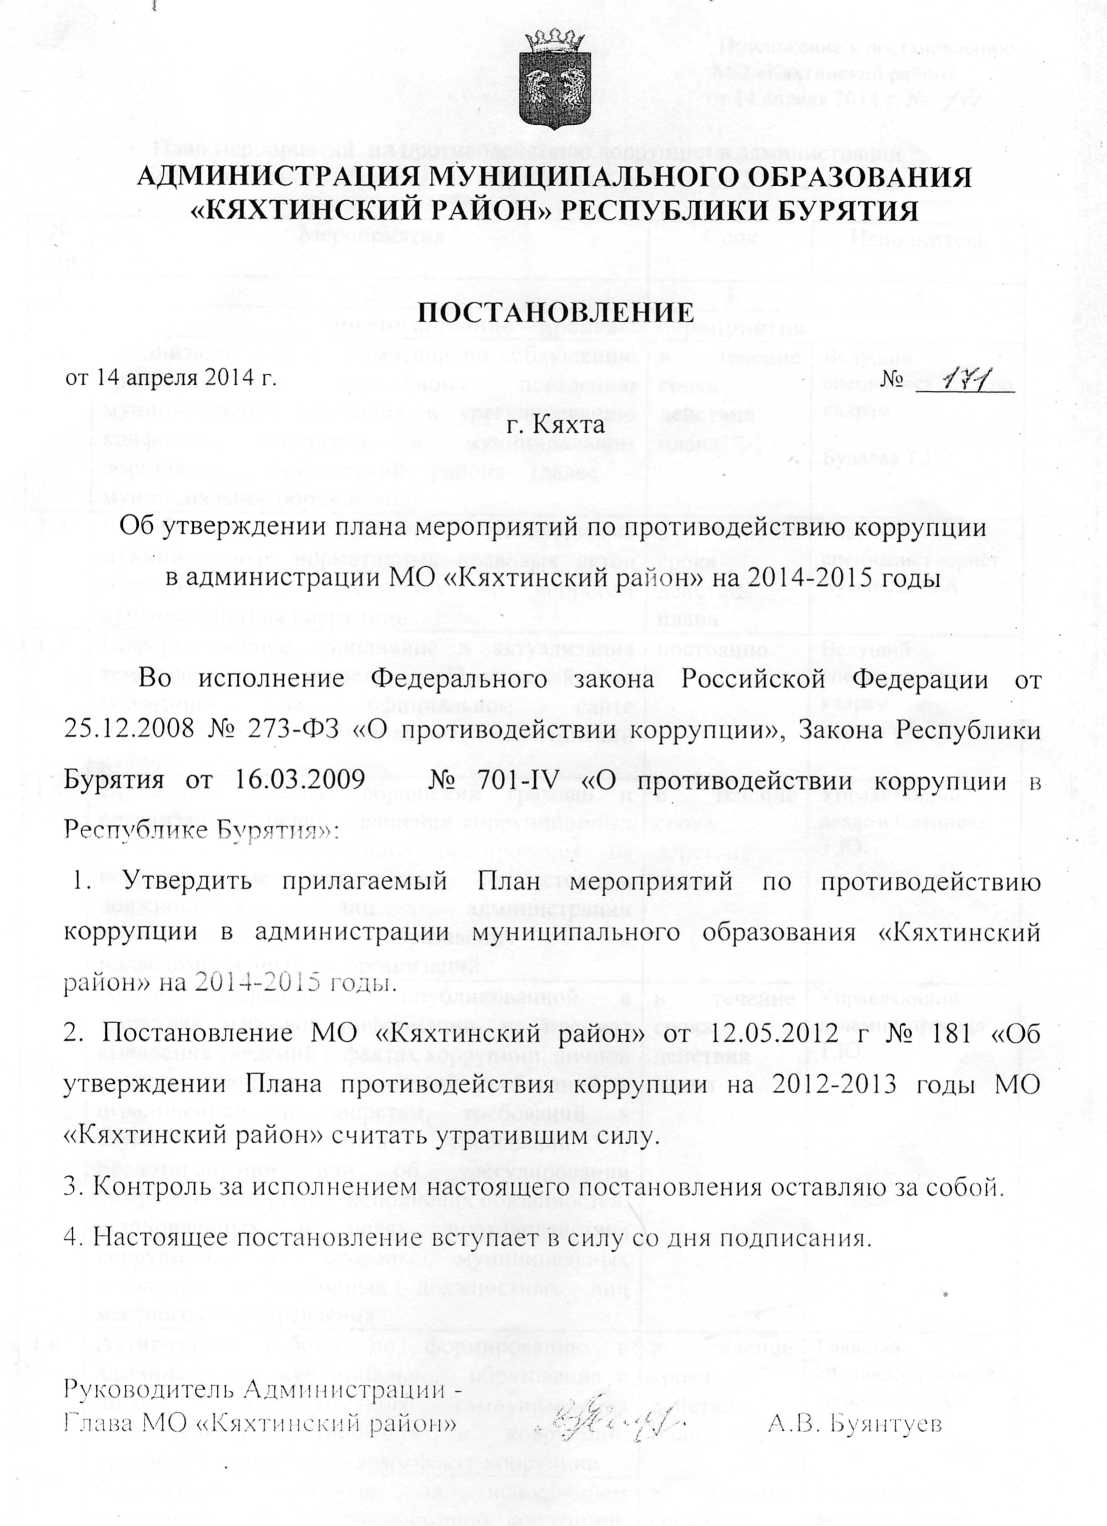 АДМИНИСТРАЦИЯ МУНИЦИПАЛЬНОГО ОБРАЗОВАНИЯ
«КЯХТИНСКИЙ РАЙОН» РЕСПУБЛИКИ БУРЯТИЯ
ПОСТАНОВЛЕНИЕ
от 14 апреля 2014 г. № 171
г. Кяхта
Об утверждении плана мероприятий по противодействию коррупции
в администрации МО «Кяхтинский район» на 2014-2015 годы
Во исполнение Федерального закона Российской Федерации от
25.12.2008 № 273-ФЗ «О противодействии коррупции», Закона Республики
Бурятия от 16.03.2009 № 701-IV «О противодействии коррупции в
Республике Бурятия»:
1. Утвердить прилагаемый План мероприятий по противодействию
коррупции в администрации муниципального образования «Кяхтинский
район» на 2014-2015 годы.
2. Постановление МО «Кяхтинский район» от 12.05.2012 г № 181 «Об
утверждении Плана противодействия коррупции на 2012-2013 годы МО
«Кяхтинский район» считать утратившим силу.
3. Контроль за исполнением настоящего постановления оставляю за собой.
4. Настоящее постановление вступает в силу со дня подписания.
Руководитель Администрации -
Глава МО «Кяхтинский район» А.В. Буянтуев